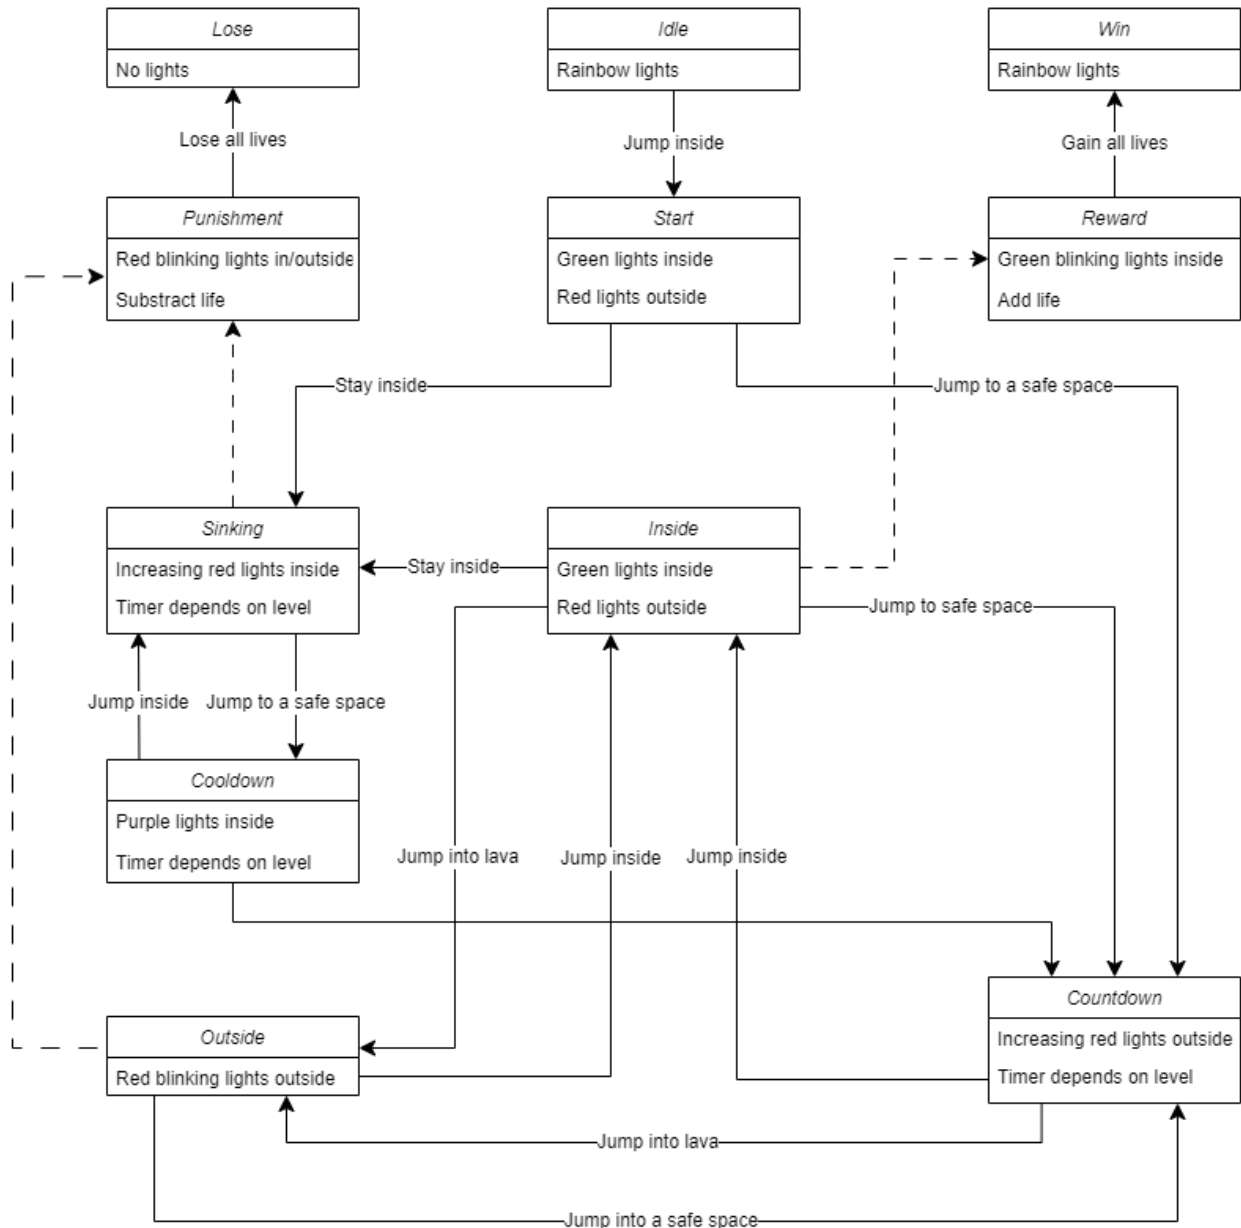 Lose
No lights
Idle
Rainbow lights
Win
Rainbow lights
Lose all lives
Jump inside
Gain all lives
Punishment
Red blinking lights in/outside
Substract life
Start
Green lights inside
Red lights outside
Reward
Green blinking lights inside
Add life
Stay inside
Jump to a safe space
Sinking
Increasing red lights inside
Timer depends on level
Stay inside
Inside
Green lights inside
Red lights outside
Jump to safe space
Jump inside
Jump to a safe space
Cooldown
Purple lights inside
Timer depends on level
Jump into lava
Jump inside
Jump inside
Outside
Red blinking lights outside
Countdown
Increasing red lights outside
Timer depends on level
Jump into lava
Jump into a safe space